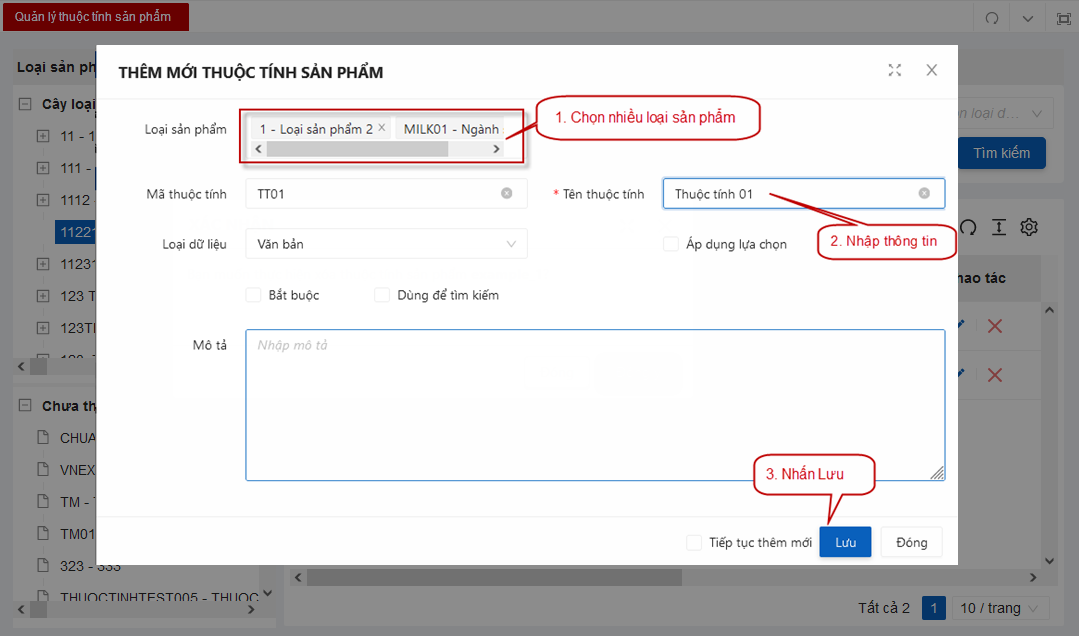 Quản lý thuộc tính sản phẩm
Loại sản ph
THÊM MỚI THUỘC TÍNH SẢN PHẨM
Cây loại
11 - 1
111 -
1112 -
11221
11231
123 T
123TI
Loại sản phẩm
1 - Loại sản phẩm 2
MILK01 - Ngành
1. Chọn nhiều loại sản phẩm
n loại d...
Tìm kiếm
Mã thuộc tính
TT01
* Tên thuộc tính
Thuộc tính 01
2. Nhập thông tin
Loại dữ liệu
Văn bản
Áp dụng lựa chọn
hao tác
Bắt buộc
Dùng để tìm kiếm
Mô tả
Nhập mô tả
Chưa th
CHUA
VNEX
TM -
TM01
323 - 333
THUOCTINHTEST005 - THUOC
3. Nhấn Lưu
Tiếp tục thêm mới
Lưu
Đóng
Tất cả 2
1
10 / trang